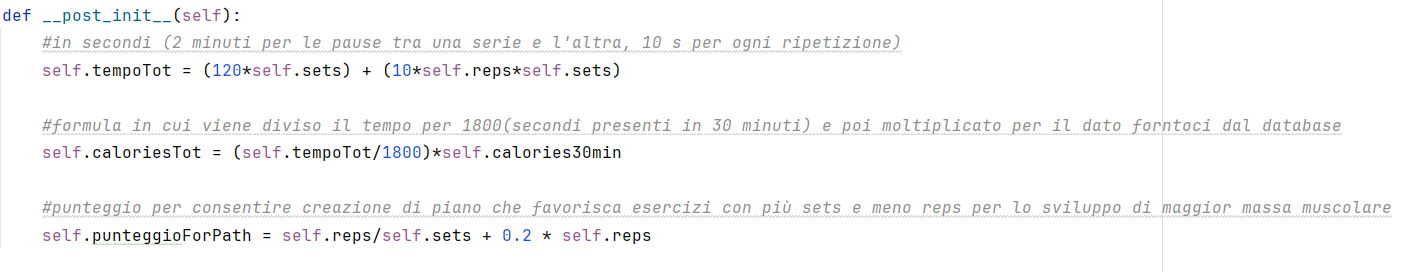 def __post_init__(self):
#in secondi (2 minuti per le pause tra una serie e l'altra, 10 s per ogni ripetizione)
self.tempoTot = (120*self.sets) + (10*self.reps*self.sets)
#formula in cui viene diviso il tempo per 1800(secondi presenti in 30 minuti) e poi moltiplicato per il dato forntoci dal database
self.caloriesTot = (self.tempoTot/1800)*self.calories30min
#punteggio per consentire creazione di piano che favorisca esercizi con più sets e meno reps per lo sviluppo di maggior massa muscolare
self.punteggioForPath = self.reps/self.sets + 0.2 * self.reps